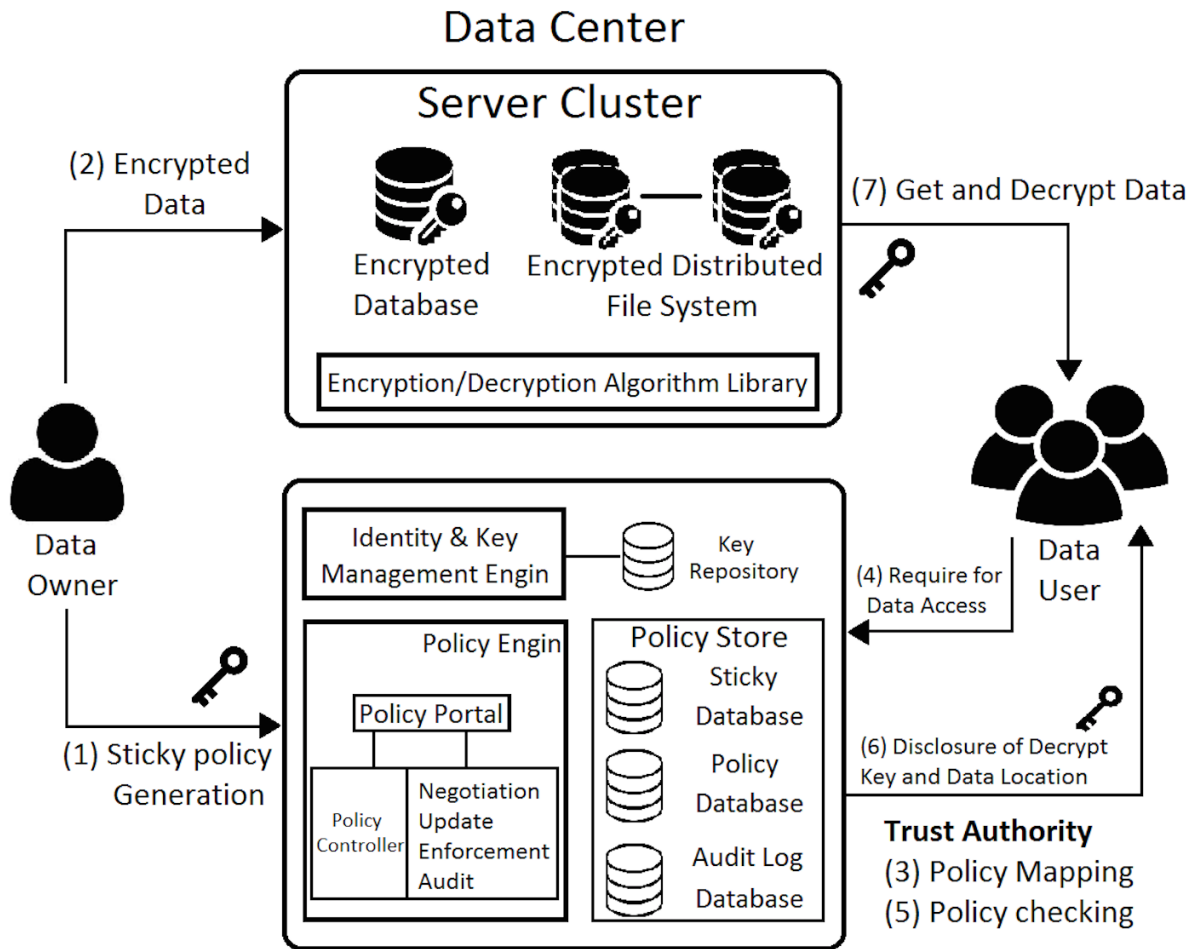 Data Center
Server Cluster
(2) Encrypted
Data
Encrypted
Database
Encrypted Distributed
File System
Encryption/Decryption Algorithm Library
(7) Get and Decrypt Data
Data
Owner
Data
User
Identity & Key
Management Engin
Key
Repository
(4) Require for
Data Access
Policy Engin
Policy Portal
Policy
Controller
Negotiation
Update
Enforcement
Audit
Policy Store
Sticky
Database
Policy
Database
Audit Log
Database
(1) Sticky policy
Generation
(6) Disclosure of Decrypt
Key and Data Location
Trust Authority
(3) Policy Mapping
(5) Policy checking